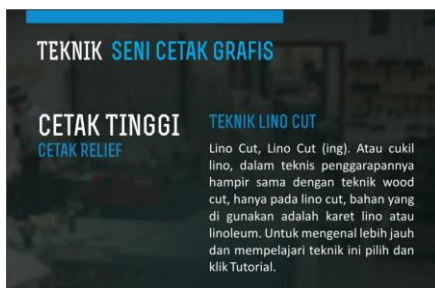 TEKNIK SENI CETAK GRAFIS
CETAK TINGGI
CETAK RELIEF
TEKNIK LINO CUT
Lino Cut, Lino Cut (ing). Atau cukil
lino, dalam teknis penggarapannya
hampir sama dengan teknik wood
cut, hanya pada lino cut, bahan yang
di gunakan adalah karet lino atau
linoleum. Untuk mengenal lebih jauh
dan mempelajari teknik ini pilih dan
klik Tutorial.